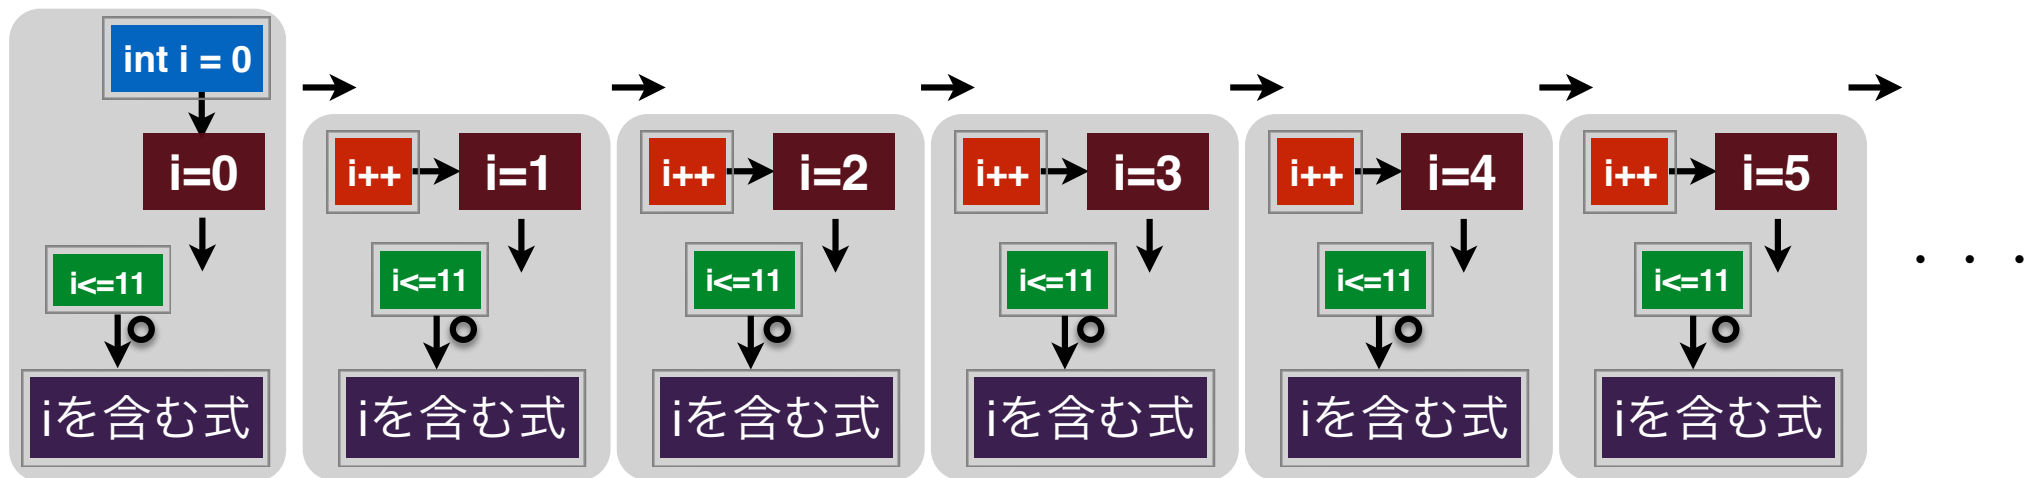 int i = 0
i=0
i<=11
iを含む式
i++
i=1
i<=11
iを含む式
i++
i=2
i<=11
iを含む式
i++
i=3
i<=11
iを含む式
i++
i=4
i<=11
iを含む式
i++
i=5
i<=11
iを含む式
・・・